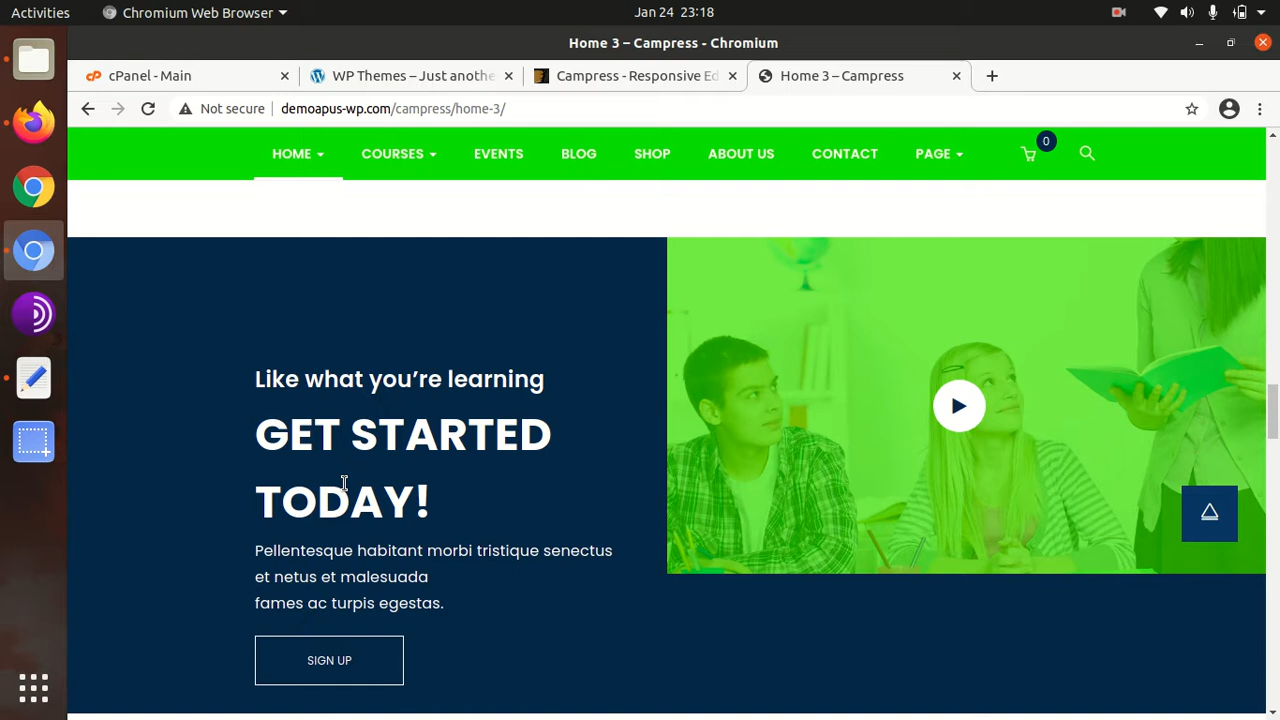 Activities
Chromium Web Browser
Jan 24 23:18
Home 3 – Campress - Chromium
cPanel - Main
WP Themes – Just anothe
Campress - Responsive Ed
Home 3 – Campress
Not secure
demoapus-wp.com/campress/home-3/
HOME
COURSES
EVENTS
BLOG
SHOP
ABOUT US
CONTACT
PAGE
0
Like what you’re learning
GET STARTED
TODAY!
Pellentesque habitant morbi tristique senectus
et netus et malesuada
fames ac turpis egestas.
SIGN UP